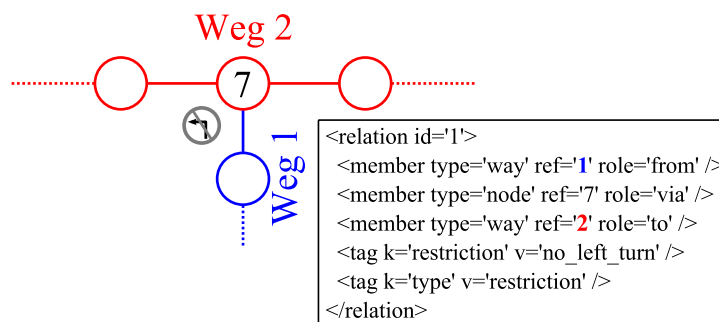 Weg 2
7
Weg 1
<relation id='1'>
<member type='way' ref='1' role='from' />
<member type='node' ref='7' role='via' />
<member type='way' ref='2' role='to' />
<tag k='restriction' v='no_left_turn' />
<tag k='type' v='restriction' />
</relation>